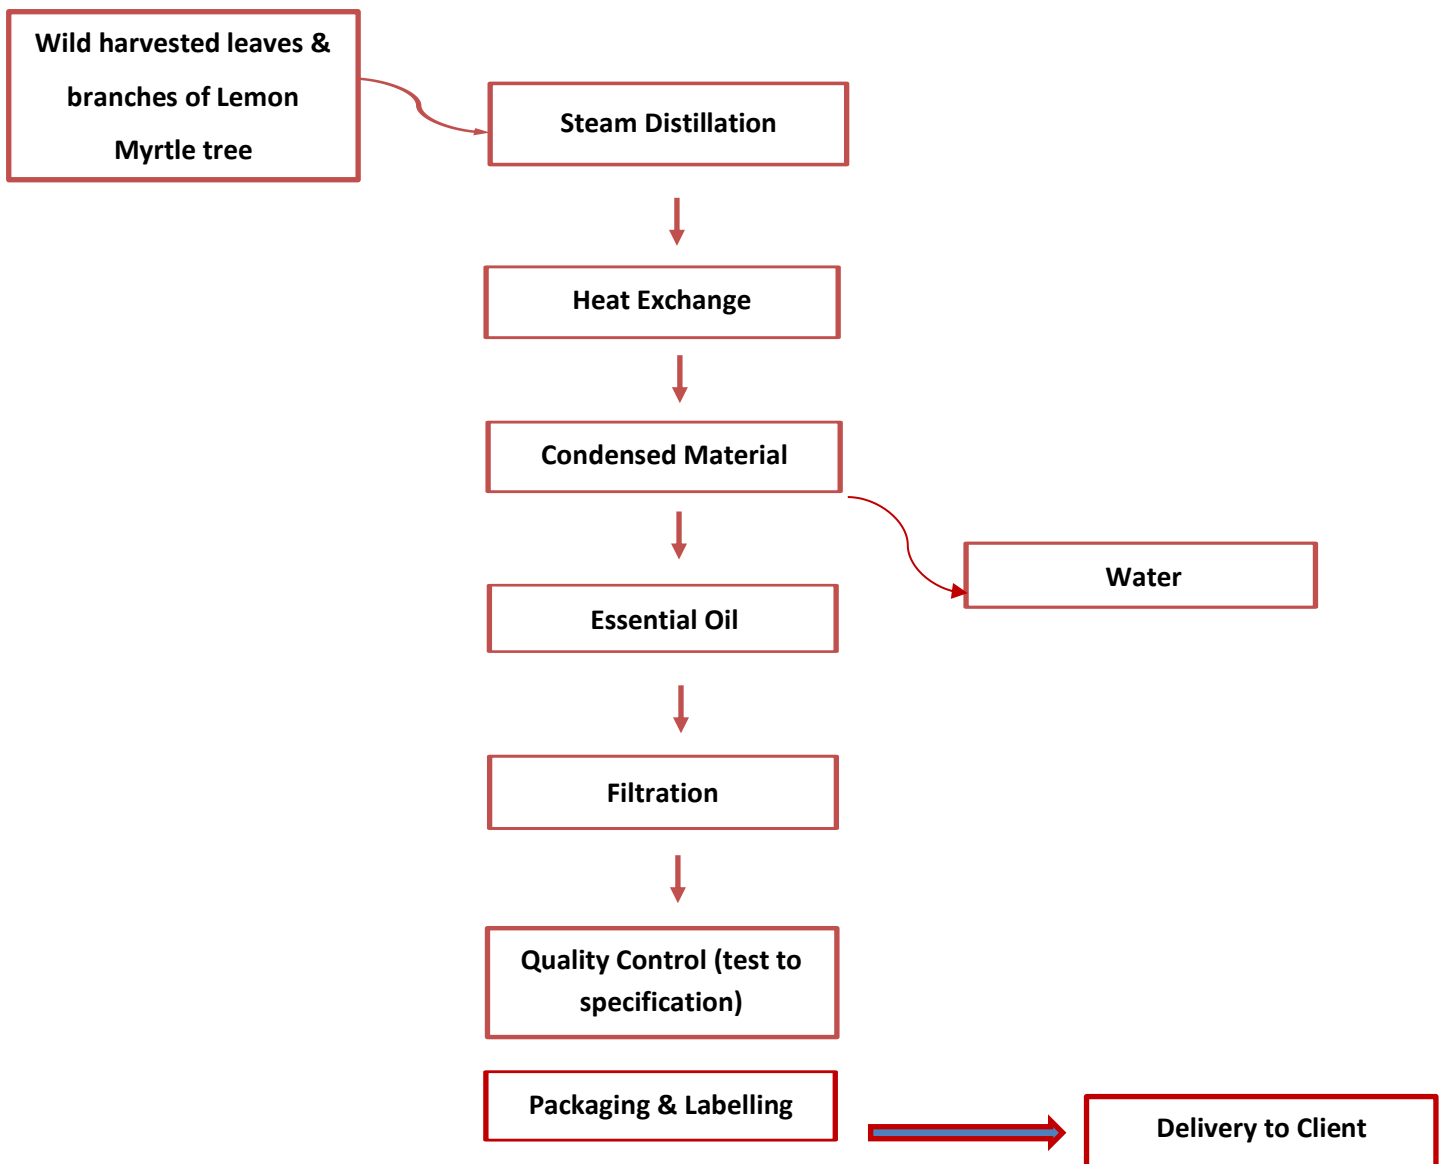 Wild harvested leaves &
branches of Lemon
Myrtle tree
Steam Distillation
Heat Exchange
Condensed Material
Water
Essential Oil
Filtration
Quality Control (test to
specification)
Packaging & Labelling
Delivery to Client